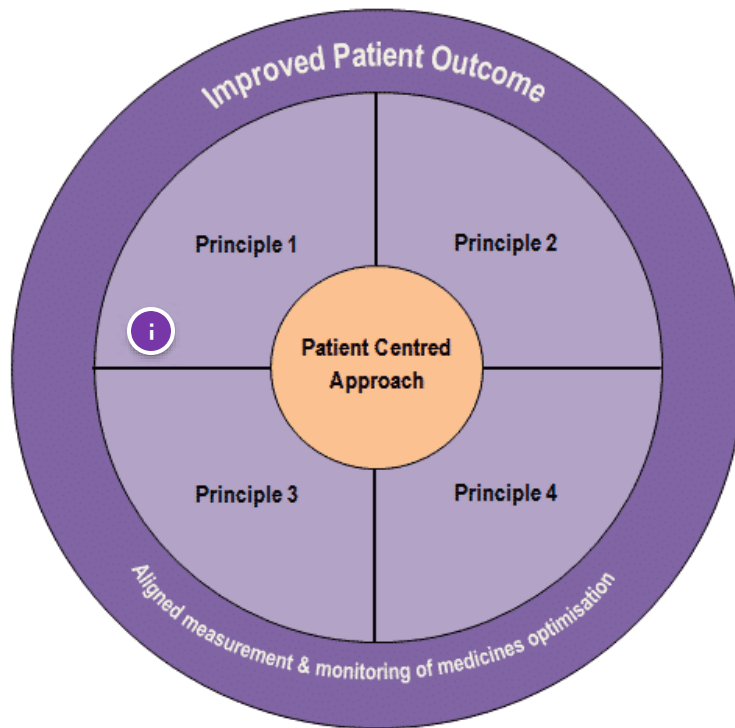 Improved Patient Outcome
Principle 1
Principle 2
i
Patient Centred
Approach
Principle 3
Principle 4
Aligned measurement & monitoring of medicines optimisation